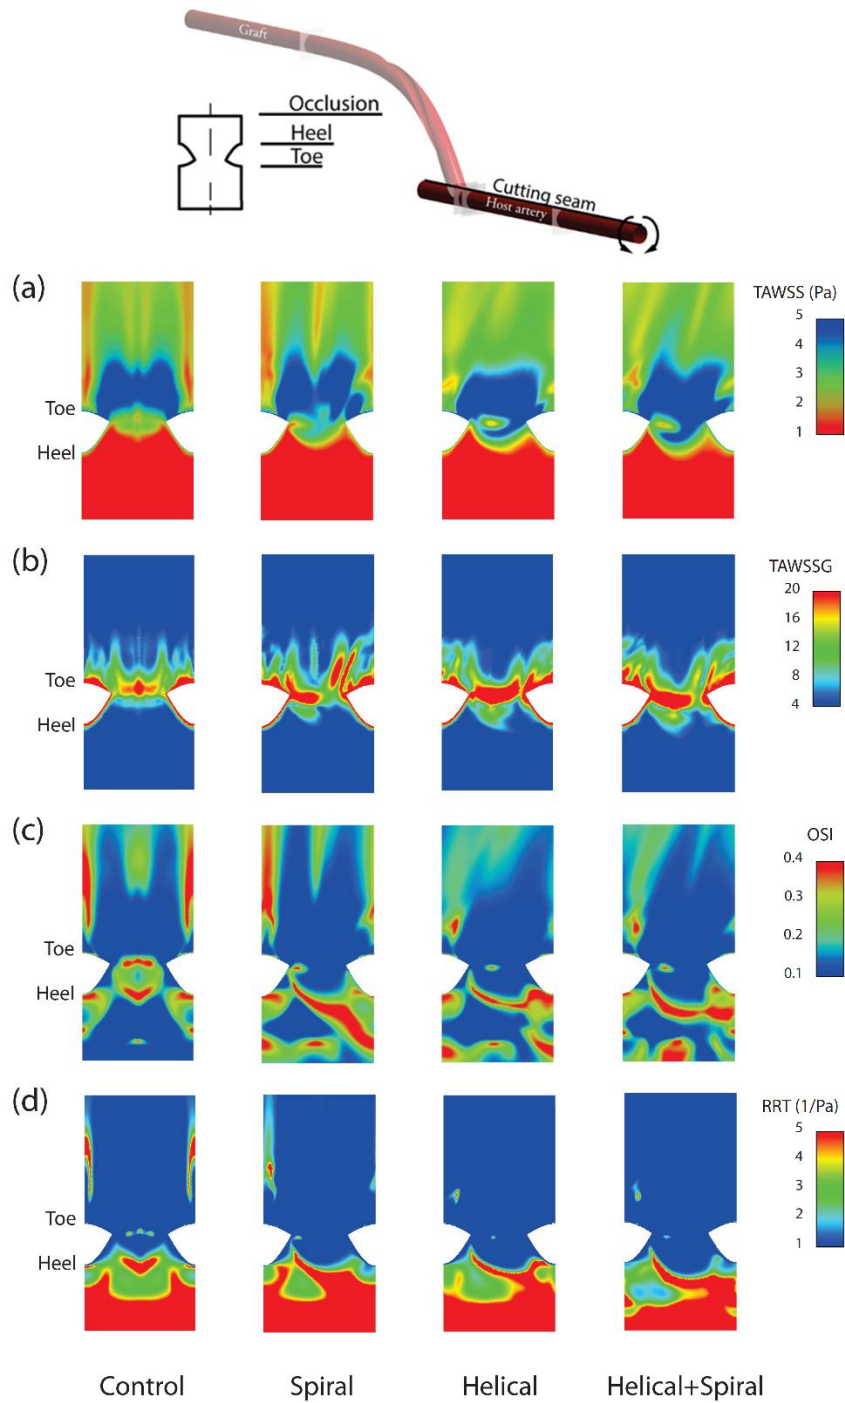 Graft
Occlusion
Heel
Toe
Cutting seam
Host artery
(a)
TAWSS (Pa)
5
4
3
2
1
Toe
Heel
(b)
TAWSSG
20
16
12
8
4
Toe
Heel
(c)
OSI
0.4
0.3
0.2
0.1
Toe
Heel
(d)
RRT (1/Pa)
5
4
3
2
1
Toe
Heel
Control
Spiral
Helical
Helical+Spiral